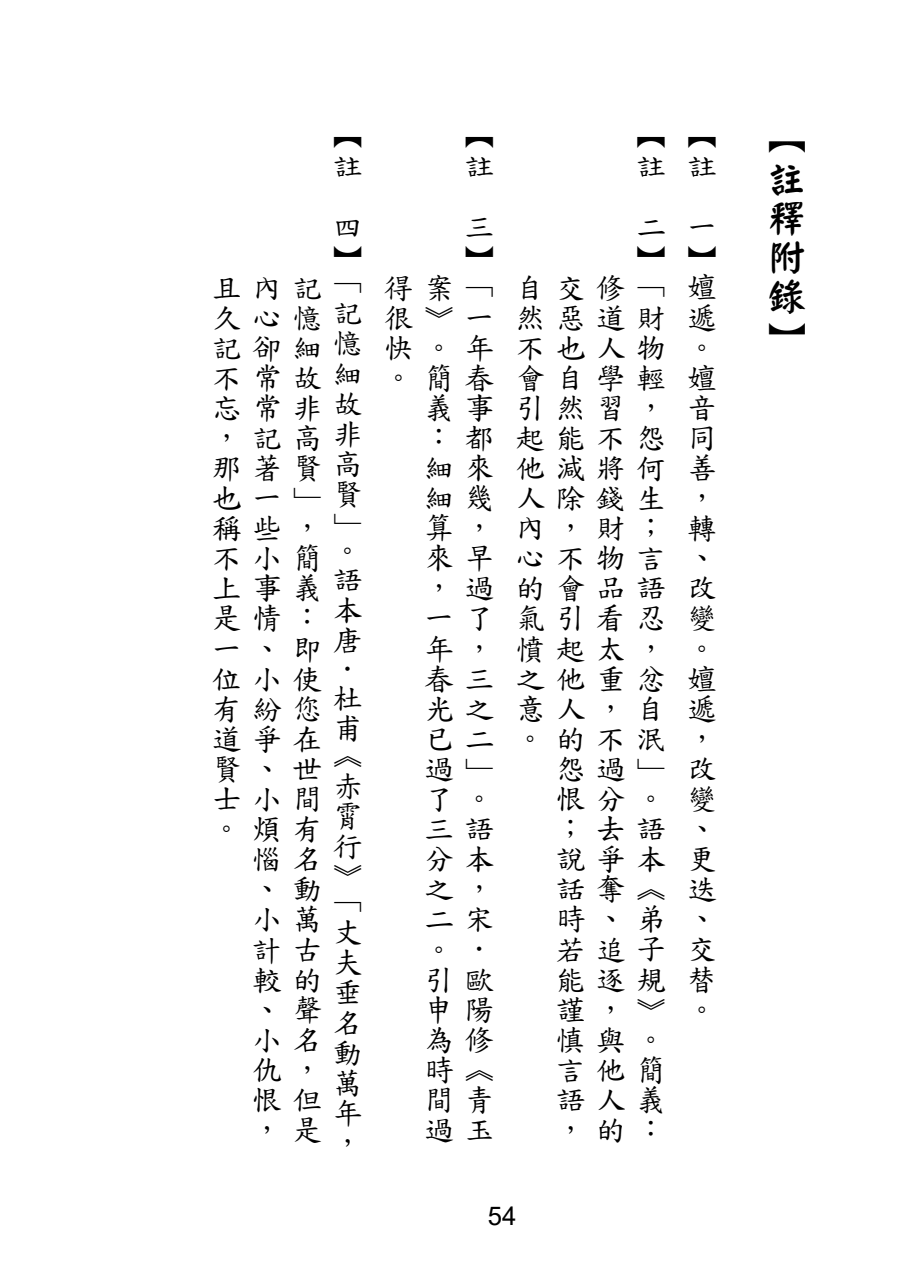 【註釋附錄】
【註 一】嬗遞。嬗音同善，轉、改變。嬗遞，改變、更迭、交替。
【註 二】「財物輕，怨何生；言語忍，忿自泯」。語本《弟子規》。簡義：
修道人學習不將錢財物品看太重，不過分去爭奪、追逐，與他人的
交惡也自然能減除，不會引起他人的怨恨；說話時若能謹慎言語，
自然不會引起他人內心的氣憤之意。
【註 三】「一年春事都來幾，早過了，三之二」。語本，宋．歐陽修《青玉
案》。簡義：細細算來，一年春光已過了三分之二。引申為時間過
得很快。
【註 四】「記憶細故非高賢」。語本唐．杜甫《赤霄行》「丈夫垂名動萬年，
記憶細故非高賢」，簡義：即使您在世間有名動萬古的聲名，但是
內心卻常常記著一些小事情、小紛爭、小煩惱、小計較、小仇恨，
且久記不忘，那也稱不上是一位有道賢士。
54